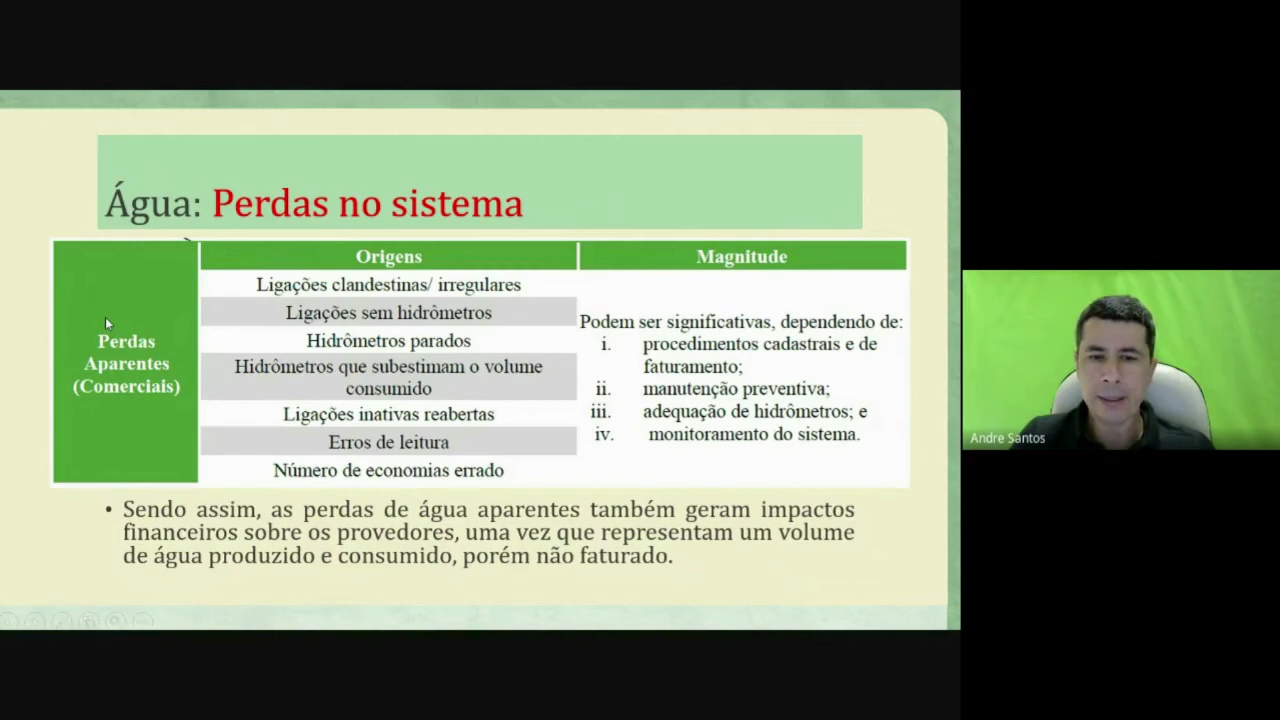 Água: Perdas no sistema
Perdas
Aparentes
(Comerciais)
Origens
Ligações clandestinas/ irregulares
Ligações sem hidrômetros
Hidrômetros parados
Hidrômetros que subestimam o volume
consumido
Ligações inativas reabertas
Erros de leitura
Número de economias errado
Magnitude
Podem ser significativas, dependendo de:
i. procedimentos cadastrais e de
faturamento;
ii. manutenção preventiva;
iii. adequação de hidrômetros; e
iv. monitoramento do sistema.
• Sendo assim, as perdas de água aparentes também geram impactos
financeiros sobre os provedores, uma vez que representam um volume
de água produzido e consumido, porém não faturado.
Andre Santos